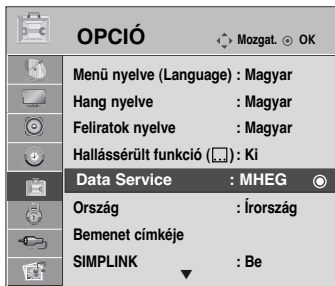 OPCIÓ Mozgat. OK
Menü nyelve (Language) : Magyar
Hang nyelve : Magyar
Feliratok nyelve : Magyar
Hallássérült funkció ( ) : Ki
Data Service : MHEG
Ország : Írország
Bemenet címkéje
SIMPLINK : Be